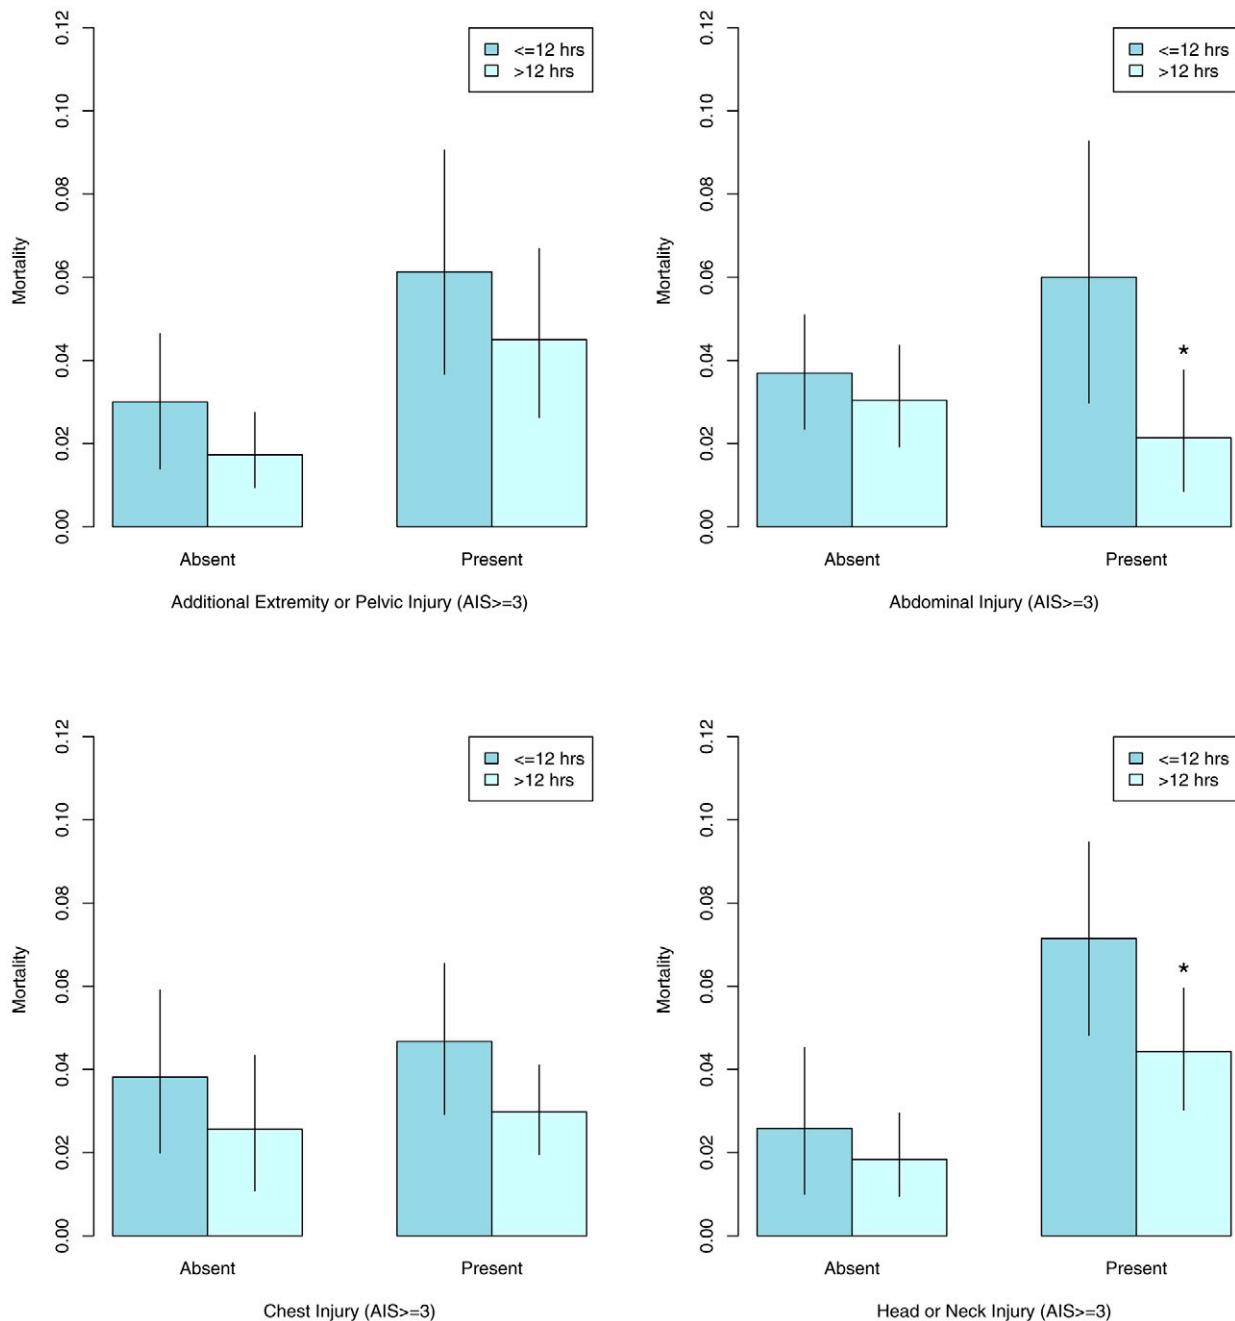 <=12 hrs
>12 hrs
Mortality
0.12
0.10
0.08
0.06
0.04
0.02
0.00
Absent
Present
Additional Extremity or Pelvic Injury (AIS>=3)
<=12 hrs
>12 hrs
Mortality
0.12
0.10
0.08
0.06
0.04
0.02
0.00
*
Absent
Present
Abdominal Injury (AIS>=3)
<=12 hrs
>12 hrs
Mortality
0.12
0.10
0.08
0.06
0.04
0.02
0.00
Absent
Present
Chest Injury (AIS>=3)
<=12 hrs
>12 hrs
Mortality
0.12
0.10
0.08
0.06
0.04
0.02
0.00
*
Absent
Present
Head or Neck Injury (AIS>=3)